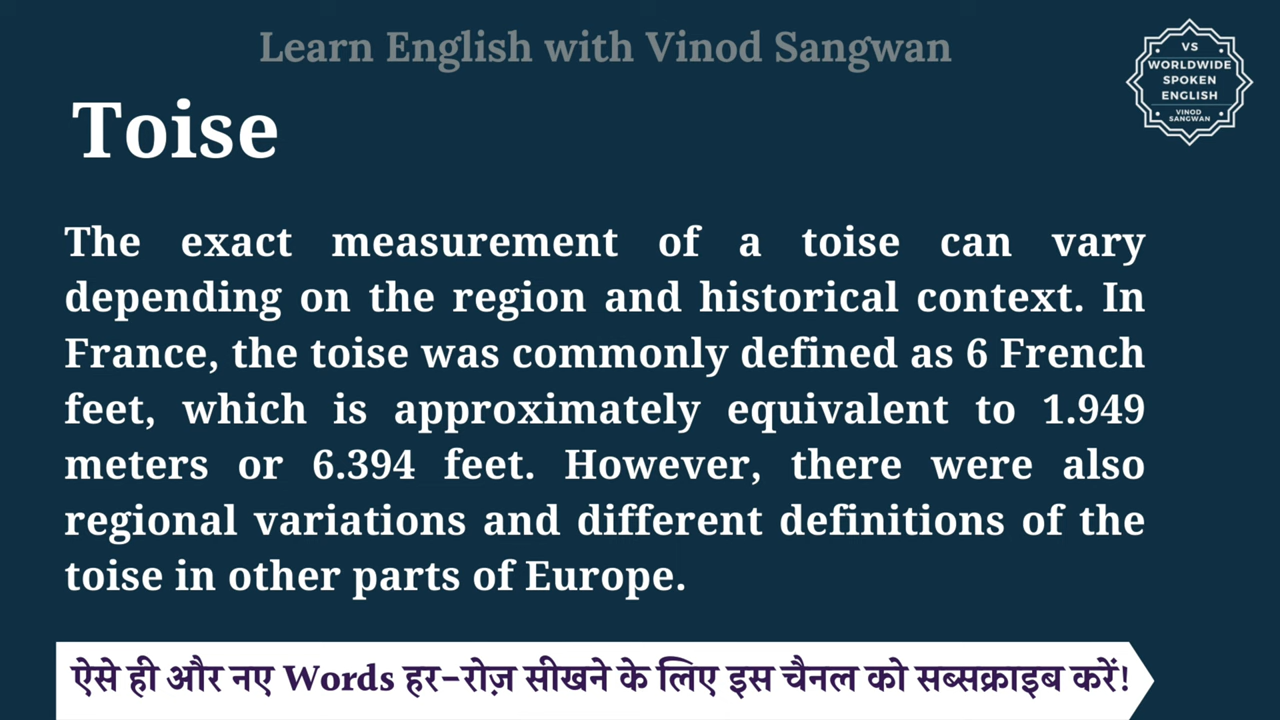 Learn English with Vinod Sangwan
VS
WORLDWIDE
SPOKEN
ENGLISH
VINOD
SANGWAN
Toise
The exact measurement of a toise can vary
depending on the region and historical context. In
France, the toise was commonly defined as 6 French
feet, which is approximately equivalent to 1.949
meters or 6.394 feet. However, there were also
regional variations and different definitions of the
toise in other parts of Europe.
ऐसे ही और नए Words हर-रोज़ सीखने के लिए इस चैनल को सब्सक्राइब करें!